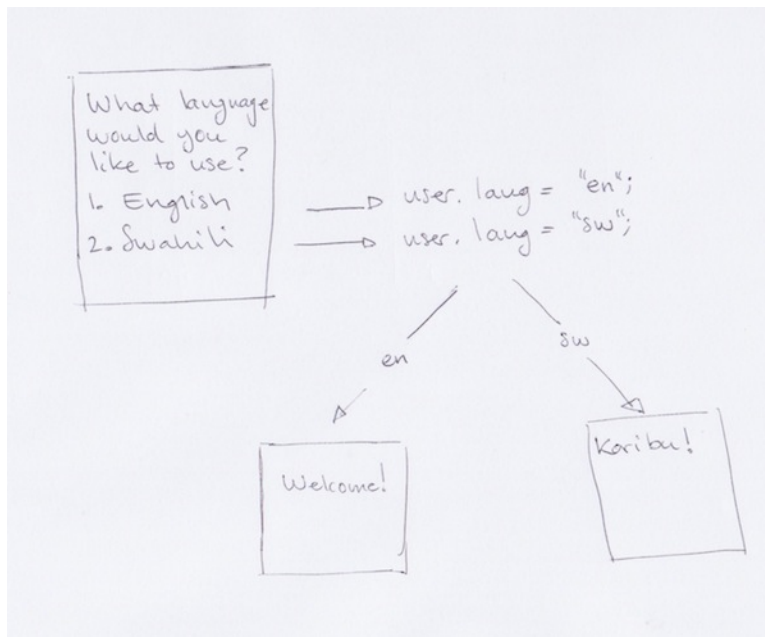 What language
would you
like to use?
1. English
2. Swahili
user.lang = "en";
user.lang = "sw";
en
sw
Welcome!
Karibu!